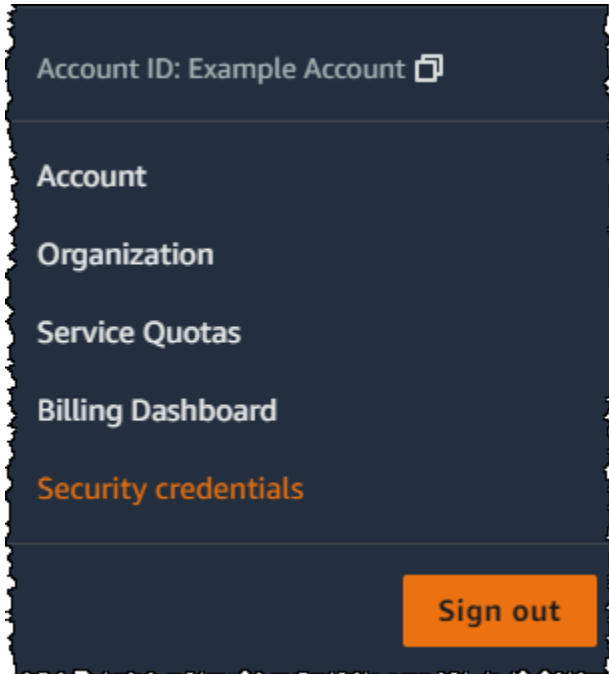 Account ID: Example Account
Account
Organization
Service Quotas
Billing Dashboard
Security credentials
Sign out